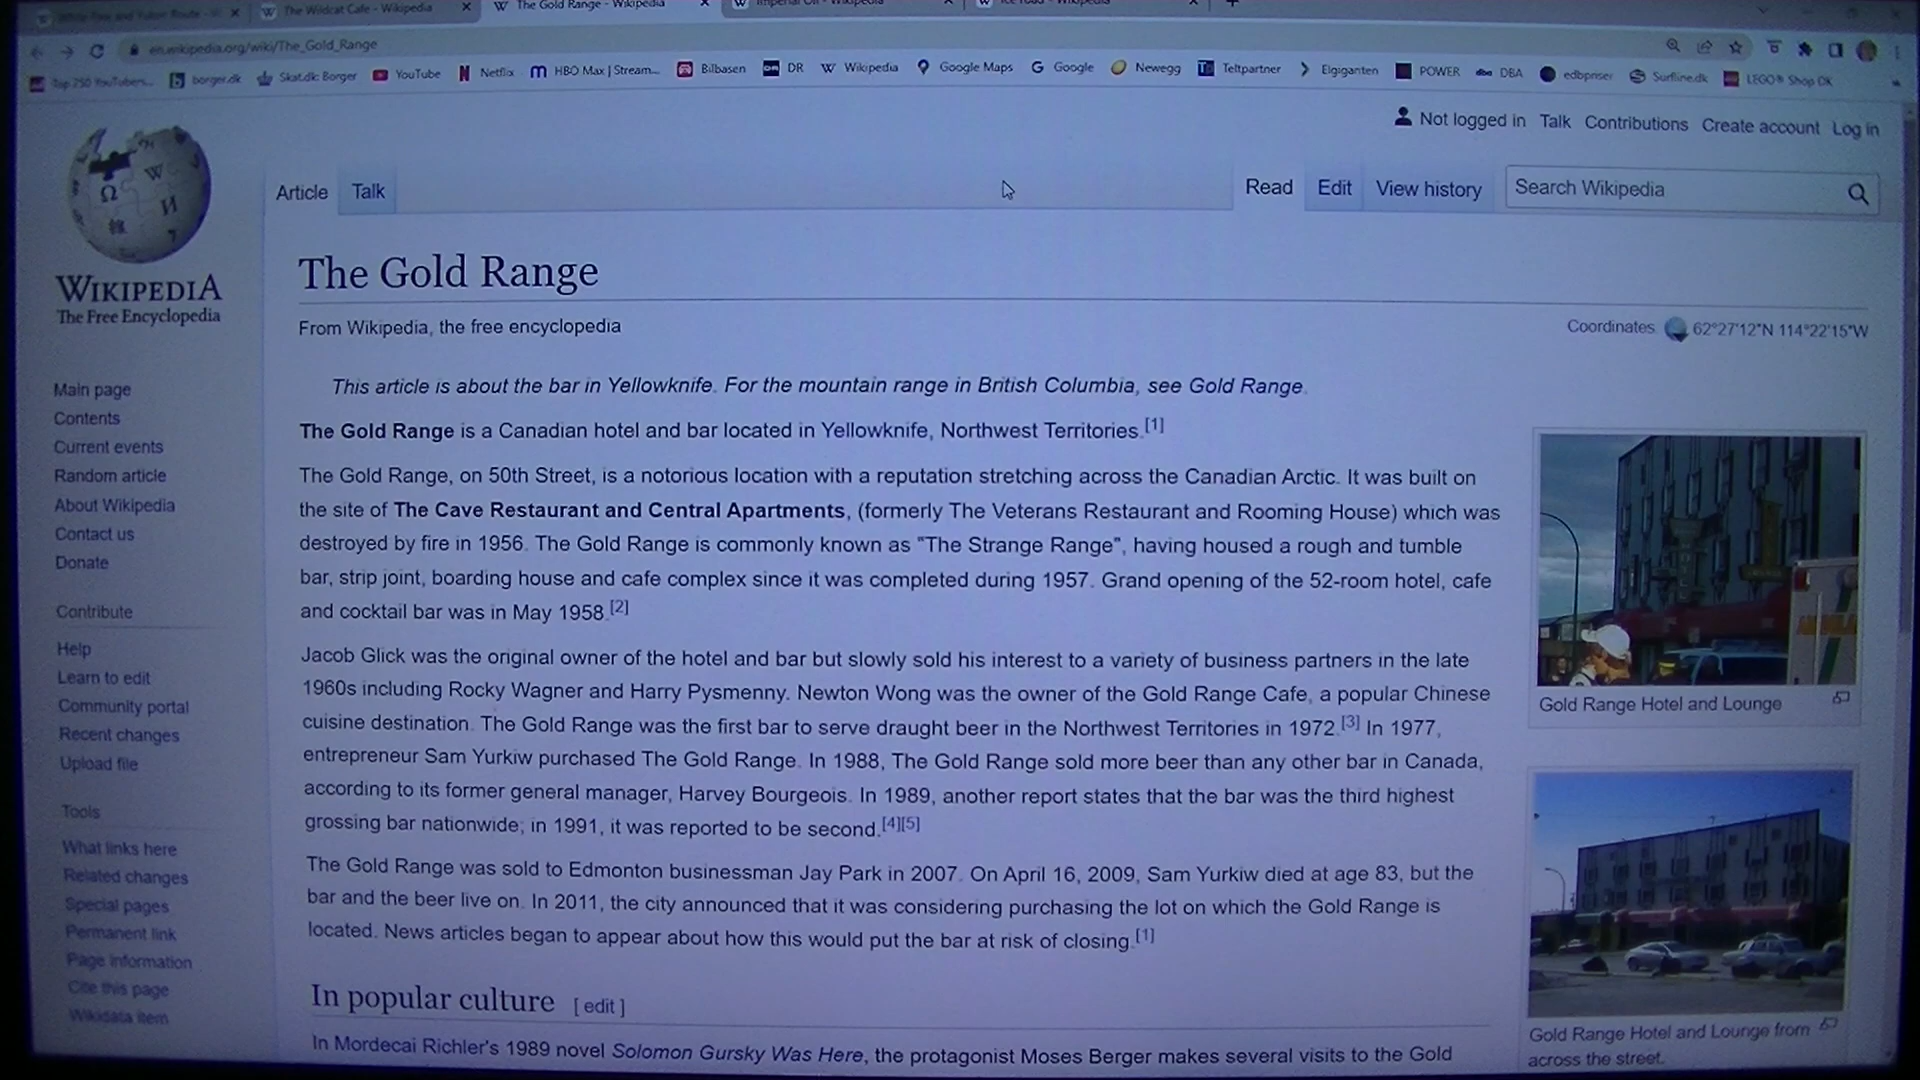 The Wildcat Cafe - Wikipedia
The Gold Range - Wikipedia
en.wikipedia.org/wiki/The_Gold_Range
Top 250 YouTubers... borger.dk Skat.dk: Borger YouTube Netflix HBO Max | Stream... Bilbasen DR Wikipedia Google Maps Google Newegg Teltpartner Elgiganten POWER DBA edbpriser Surfline.dk LEGO® Shop DK
Not logged in Talk Contributions Create account Log in
Article Talk Read Edit View history Search Wikipedia
WIKIPEDIA
The Free Encyclopedia
Main page
Contents
Current events
Random article
About Wikipedia
Contact us
Donate
Contribute
Help
Learn to edit
Community portal
Recent changes
Upload file
Tools
What links here
Related changes
Special pages
Permanent link
Page information
Cite this page
Wikidata item
The Gold Range
From Wikipedia, the free encyclopedia
Coordinates 62°27'12"N 114°22'15"W
This article is about the bar in Yellowknife. For the mountain range in British Columbia, see Gold Range.
The Gold Range is a Canadian hotel and bar located in Yellowknife, Northwest Territories.[1]
The Gold Range, on 50th Street, is a notorious location with a reputation stretching across the Canadian Arctic. It was built on
the site of The Cave Restaurant and Central Apartments, (formerly The Veterans Restaurant and Rooming House) which was
destroyed by fire in 1956. The Gold Range is commonly known as "The Strange Range", having housed a rough and tumble
bar, strip joint, boarding house and cafe complex since it was completed during 1957. Grand opening of the 52-room hotel, cafe
and cocktail bar was in May 1958.[2]
Jacob Glick was the original owner of the hotel and bar but slowly sold his interest to a variety of business partners in the late
1960s including Rocky Wagner and Harry Pysmenny. Newton Wong was the owner of the Gold Range Cafe, a popular Chinese
cuisine destination. The Gold Range was the first bar to serve draught beer in the Northwest Territories in 1972.[3] In 1977,
entrepreneur Sam Yurkiw purchased The Gold Range. In 1988, The Gold Range sold more beer than any other bar in Canada,
according to its former general manager, Harvey Bourgeois. In 1989, another report states that the bar was the third highest
grossing bar nationwide; in 1991, it was reported to be second.[4][5]
The Gold Range was sold to Edmonton businessman Jay Park in 2007. On April 16, 2009, Sam Yurkiw died at age 83, but the
bar and the beer live on. In 2011, the city announced that it was considering purchasing the lot on which the Gold Range is
located. News articles began to appear about how this would put the bar at risk of closing.[1]
In popular culture [ edit ]
In Mordecai Richler's 1989 novel Solomon Gursky Was Here, the protagonist Moses Berger makes several visits to the Gold
Gold Range Hotel and Lounge
Gold Range Hotel and Lounge from
across the street.